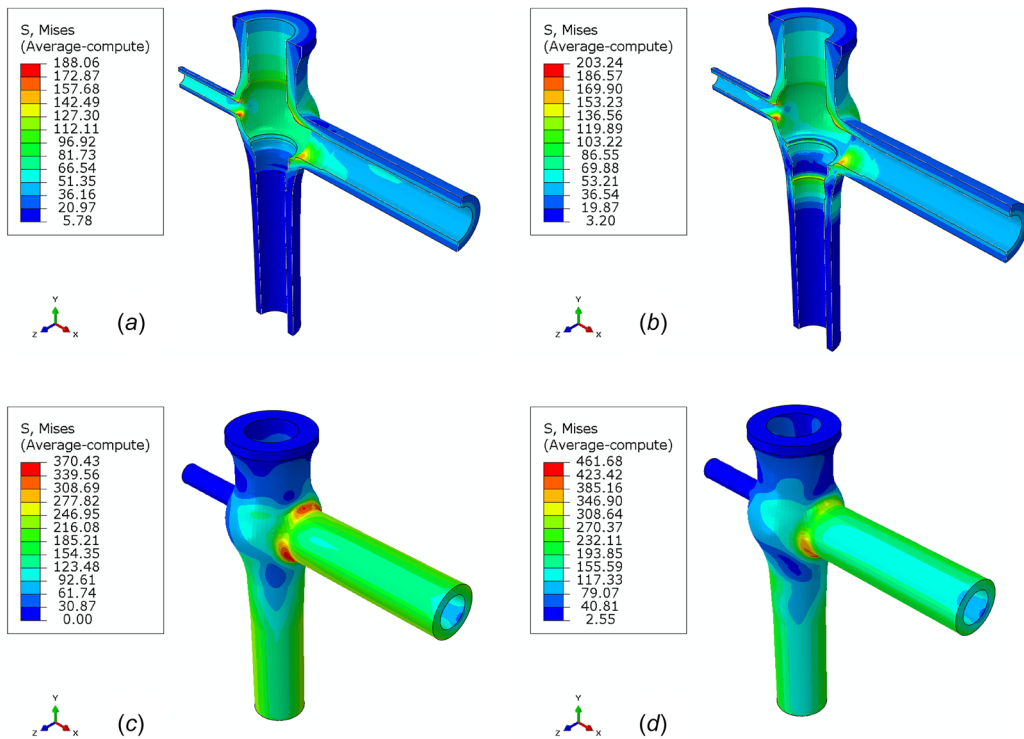 S, Mises
(Average-compute)
188.06
172.87
157.68
142.49
127.30
112.11
96.92
81.73
66.54
51.35
36.16
20.97
5.78
Y
Z
X
(a)
S, Mises
(Average-compute)
203.24
186.57
169.90
153.23
136.56
119.89
103.22
86.55
69.88
53.21
36.54
19.87
3.20
Y
Z
X
(b)
S, Mises
(Average-compute)
370.43
339.56
308.69
277.82
246.95
216.08
185.21
154.35
123.48
92.61
61.74
30.87
0.00
Y
Z
X
(c)
S, Mises
(Average-compute)
461.68
423.42
385.16
346.90
308.64
270.37
232.11
193.85
155.59
117.33
79.07
40.81
2.55
Y
Z
X
(d)